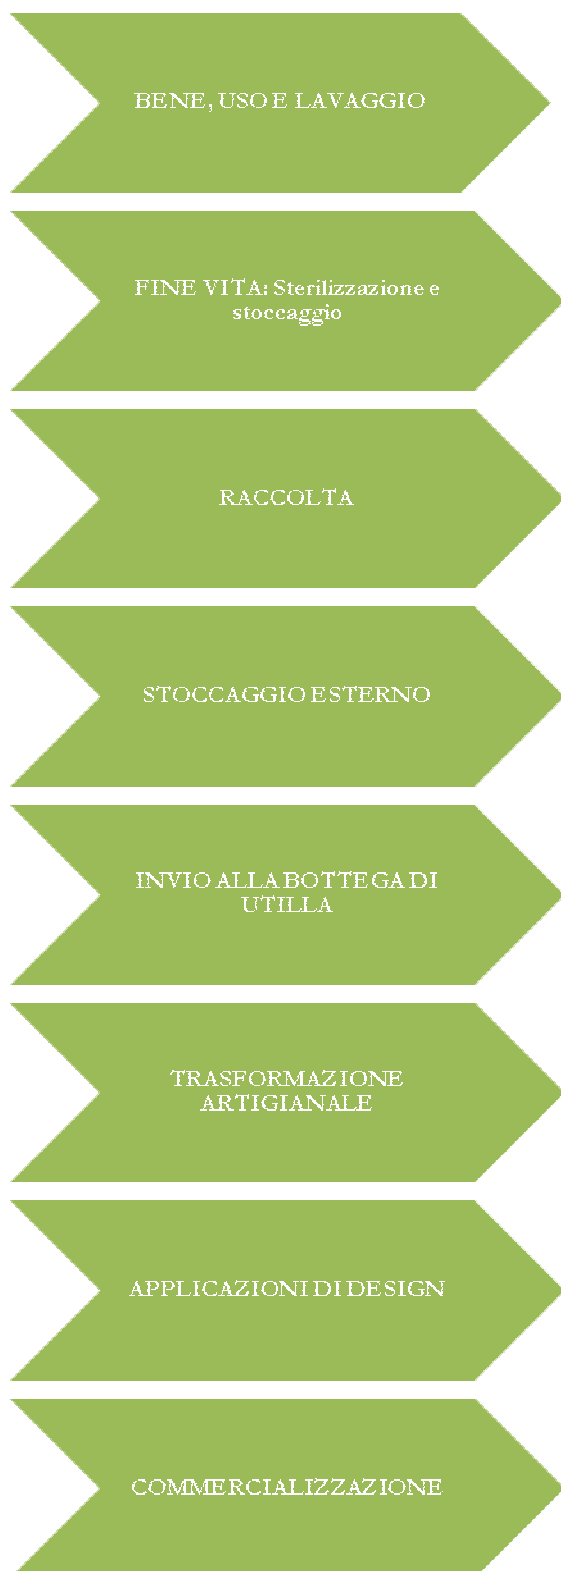 BENE, USO E LAVAGGIO
FINE VITA: Sterilizzazione e
stoccaggio
RACCOLTA
STOCCAGGIO ESTERNO
INVIO ALLA BOTTEGA DI
UTILLA
TRASFORMAZIONE
ARTIGIANALE
APPLICAZIONI DI DESIGN
COMMERCIALIZZAZIONE